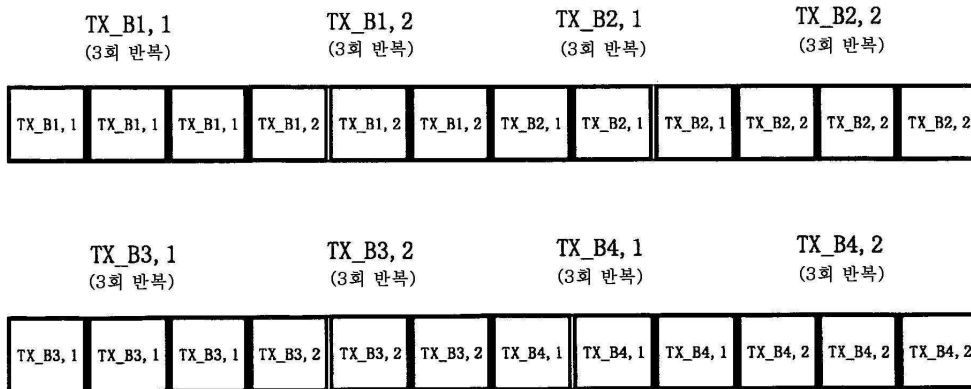 TX_B1, 1 TX_B1, 2 TX_B2, 1 TX_B2, 2
(3회 반복) (3회 반복) (3회 반복) (3회 반복)
TX_B1, 1 TX_B1, 1 TX_B1, 1 TX_B1, 2 TX_B1, 2 TX_B1, 2 TX_B2, 1 TX_B2, 1 TX_B2, 1 TX_B2, 2 TX_B2, 2 TX_B2, 2
TX_B3, 1 TX_B3, 2 TX_B4, 1 TX_B4, 2
(3회 반복) (3회 반복) (3회 반복) (3회 반복)
TX_B3, 1 TX_B3, 1 TX_B3, 1 TX_B3, 2 TX_B3, 2 TX_B3, 2 TX_B4, 1 TX_B4, 1 TX_B4, 1 TX_B4, 2 TX_B4, 2 TX_B4, 2